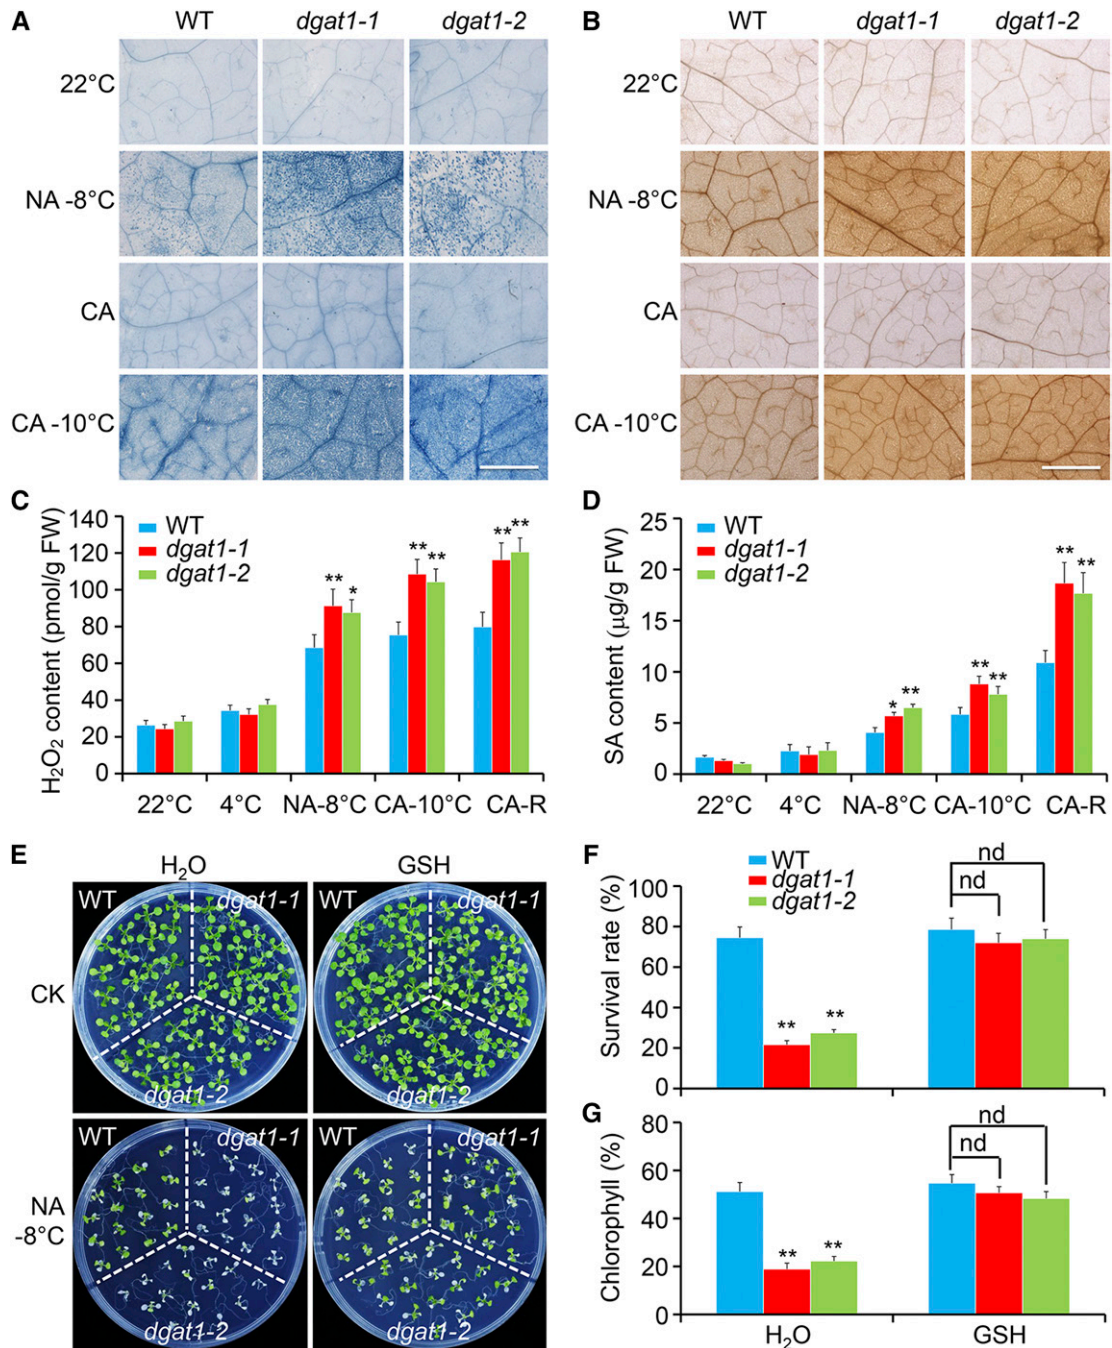 A
WT dgat1-1 dgat1-2
22°C
NA -8°C
CA
CA -10°C
B
WT dgat1-1 dgat1-2
22°C
NA -8°C
CA
CA -10°C
C
H₂O₂ content (pmol/g FW)
140
120
100
80
60
40
20
0
WT
dgat1-1
dgat1-2
** *
** **
** **
22°C 4°C NA-8°C CA-10°C CA-R
D
SA content (µg/g FW)
25
20
15
10
5
0
WT
dgat1-1
dgat1-2
* **
** **
** **
22°C 4°C NA-8°C CA-10°C CA-R
E
H₂O GSH
CK
WT dgat1-1 WT dgat1-1
dgat1-2 dgat1-2
NA
-8°C
WT dgat1-1 WT dgat1-1
dgat1-2 dgat1-2
F
Survival rate (%)
100
80
60
40
20
0
WT
dgat1-1
dgat1-2
** **
nd
nd
G
Chlorophyll (%)
80
60
40
20
0
** **
nd
nd
H₂O GSH